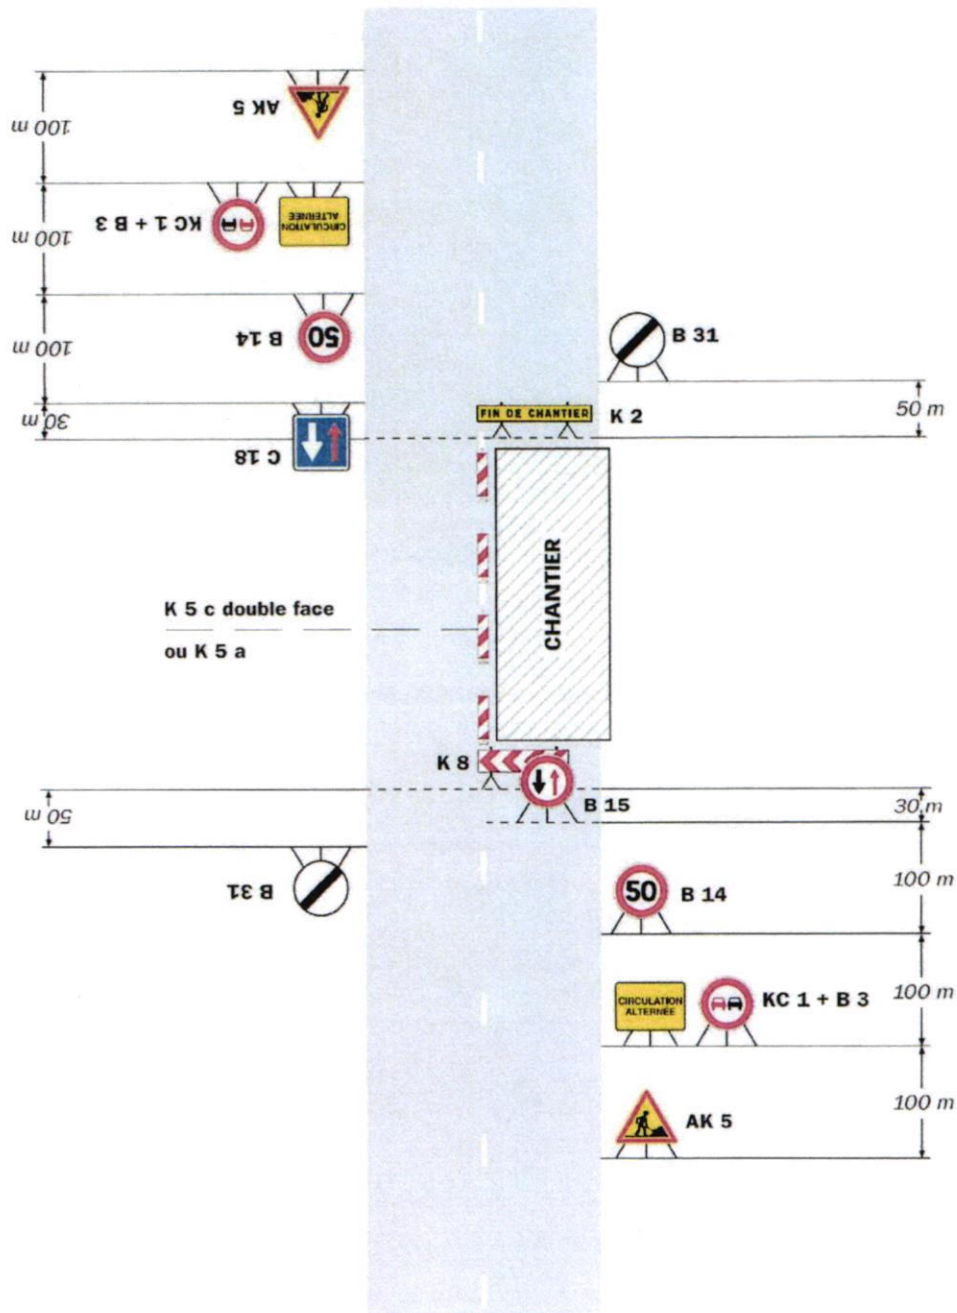 AK 5
100 m
KC 1 + B 3
CIRCULATION
ALTERNÉE
100 m
B 14
50
100 m
C 18
30 m
B 31
50 m
FIN DE CHANTIER
K 2
CHANTIER
K 5 c double face
ou K 5 a
K 8
B 15
30 m
50 m
B 31
50
B 14
100 m
CIRCULATION
ALTERNÉE
KC 1 + B 3
100 m
AK 5
100 m